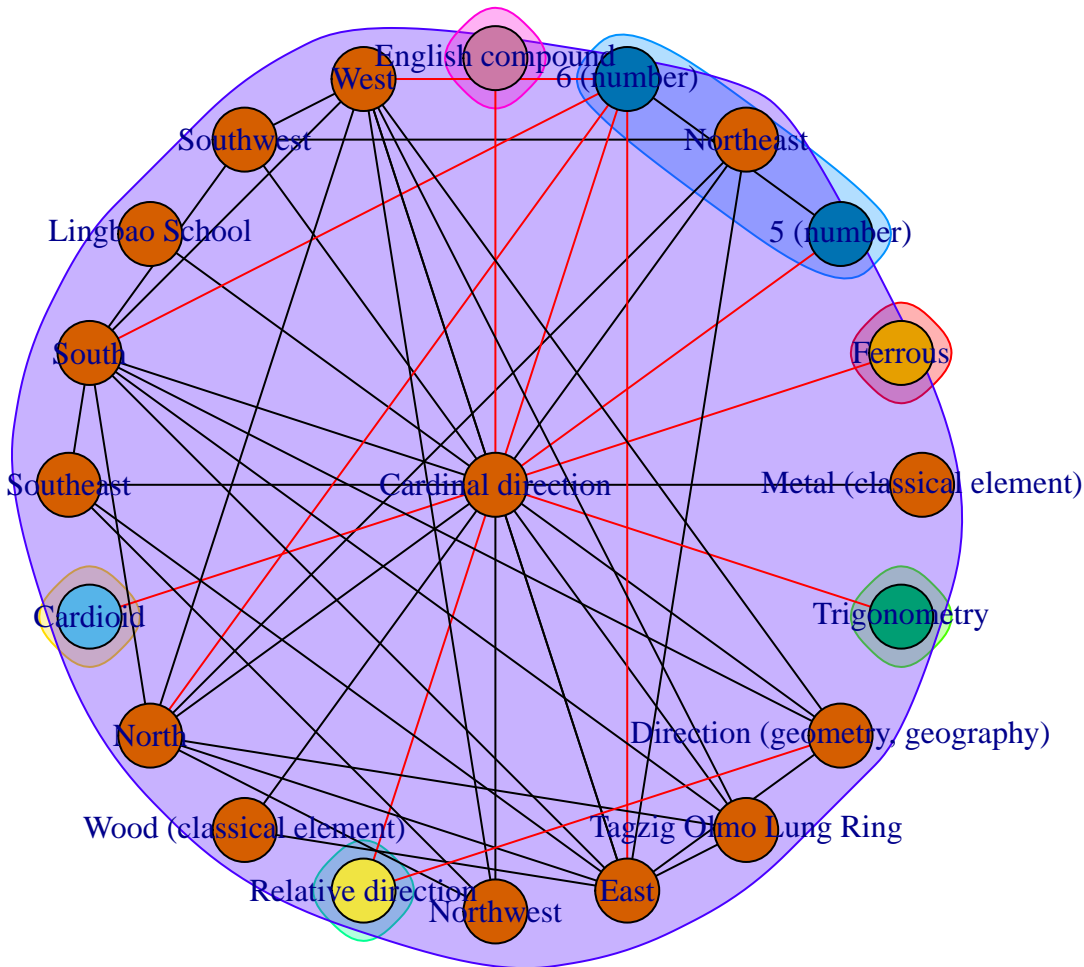 English compound
West
6 (number)
Southwest
Northeast
Lingbao School
5 (number)
South
Ferrous
Southeast
Cardinal direction
Metal (classical element)
Cardioid
Trigonometry
North
Direction (geometry, geography)
Wood (classical element)
Tagzig Olmo Lung Ring
Relative direction
East
Northwest